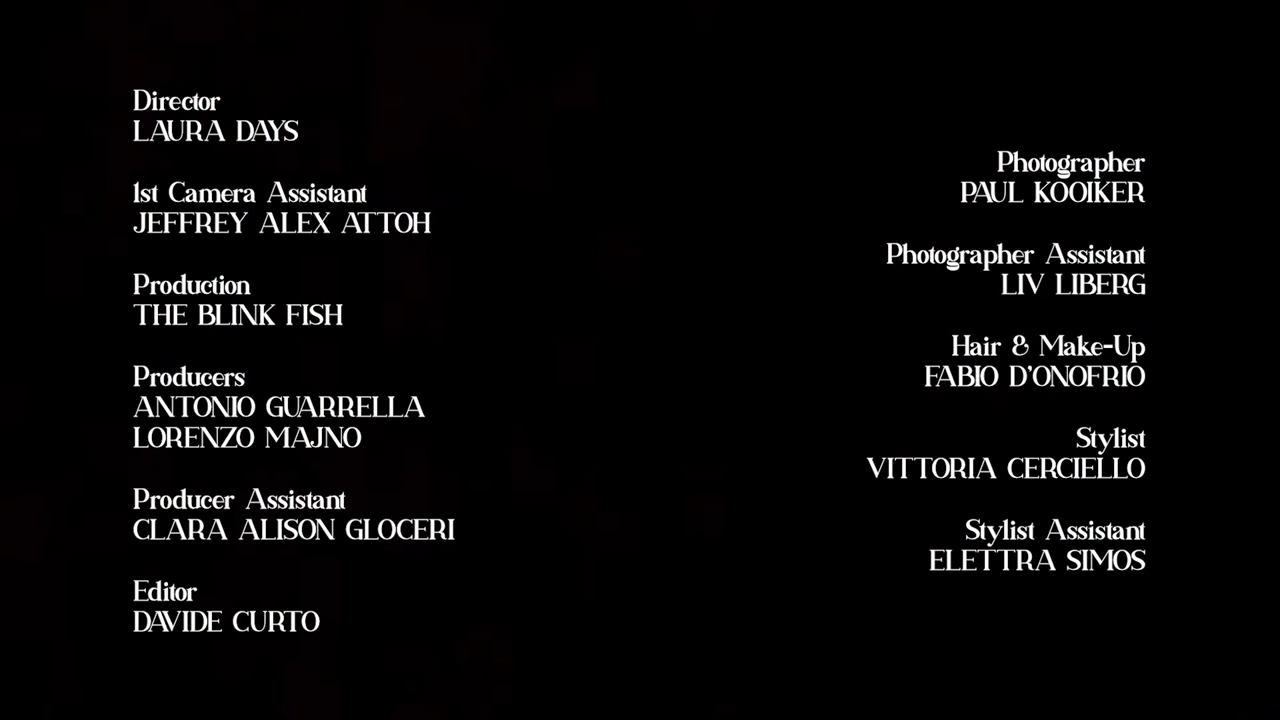 Director
LAURA DAYS
1st Camera Assistant
JEFFREY ALEX ATTOH
Production
THE BLINK FISH
Producers
ANTONIO GUARRELLA
LORENZO MAJNO
Producer Assistant
CLARA ALISON GLOCERI
Editor
DAVIDE CURTO
Photographer
PAUL KOOIKER
Photographer Assistant
LIV LIBERG
Hair & Make-Up
FABIO D'ONOFRIO
Stylist
VITTORIA CERCIELLO
Stylist Assistant
ELETTRA SIMOS